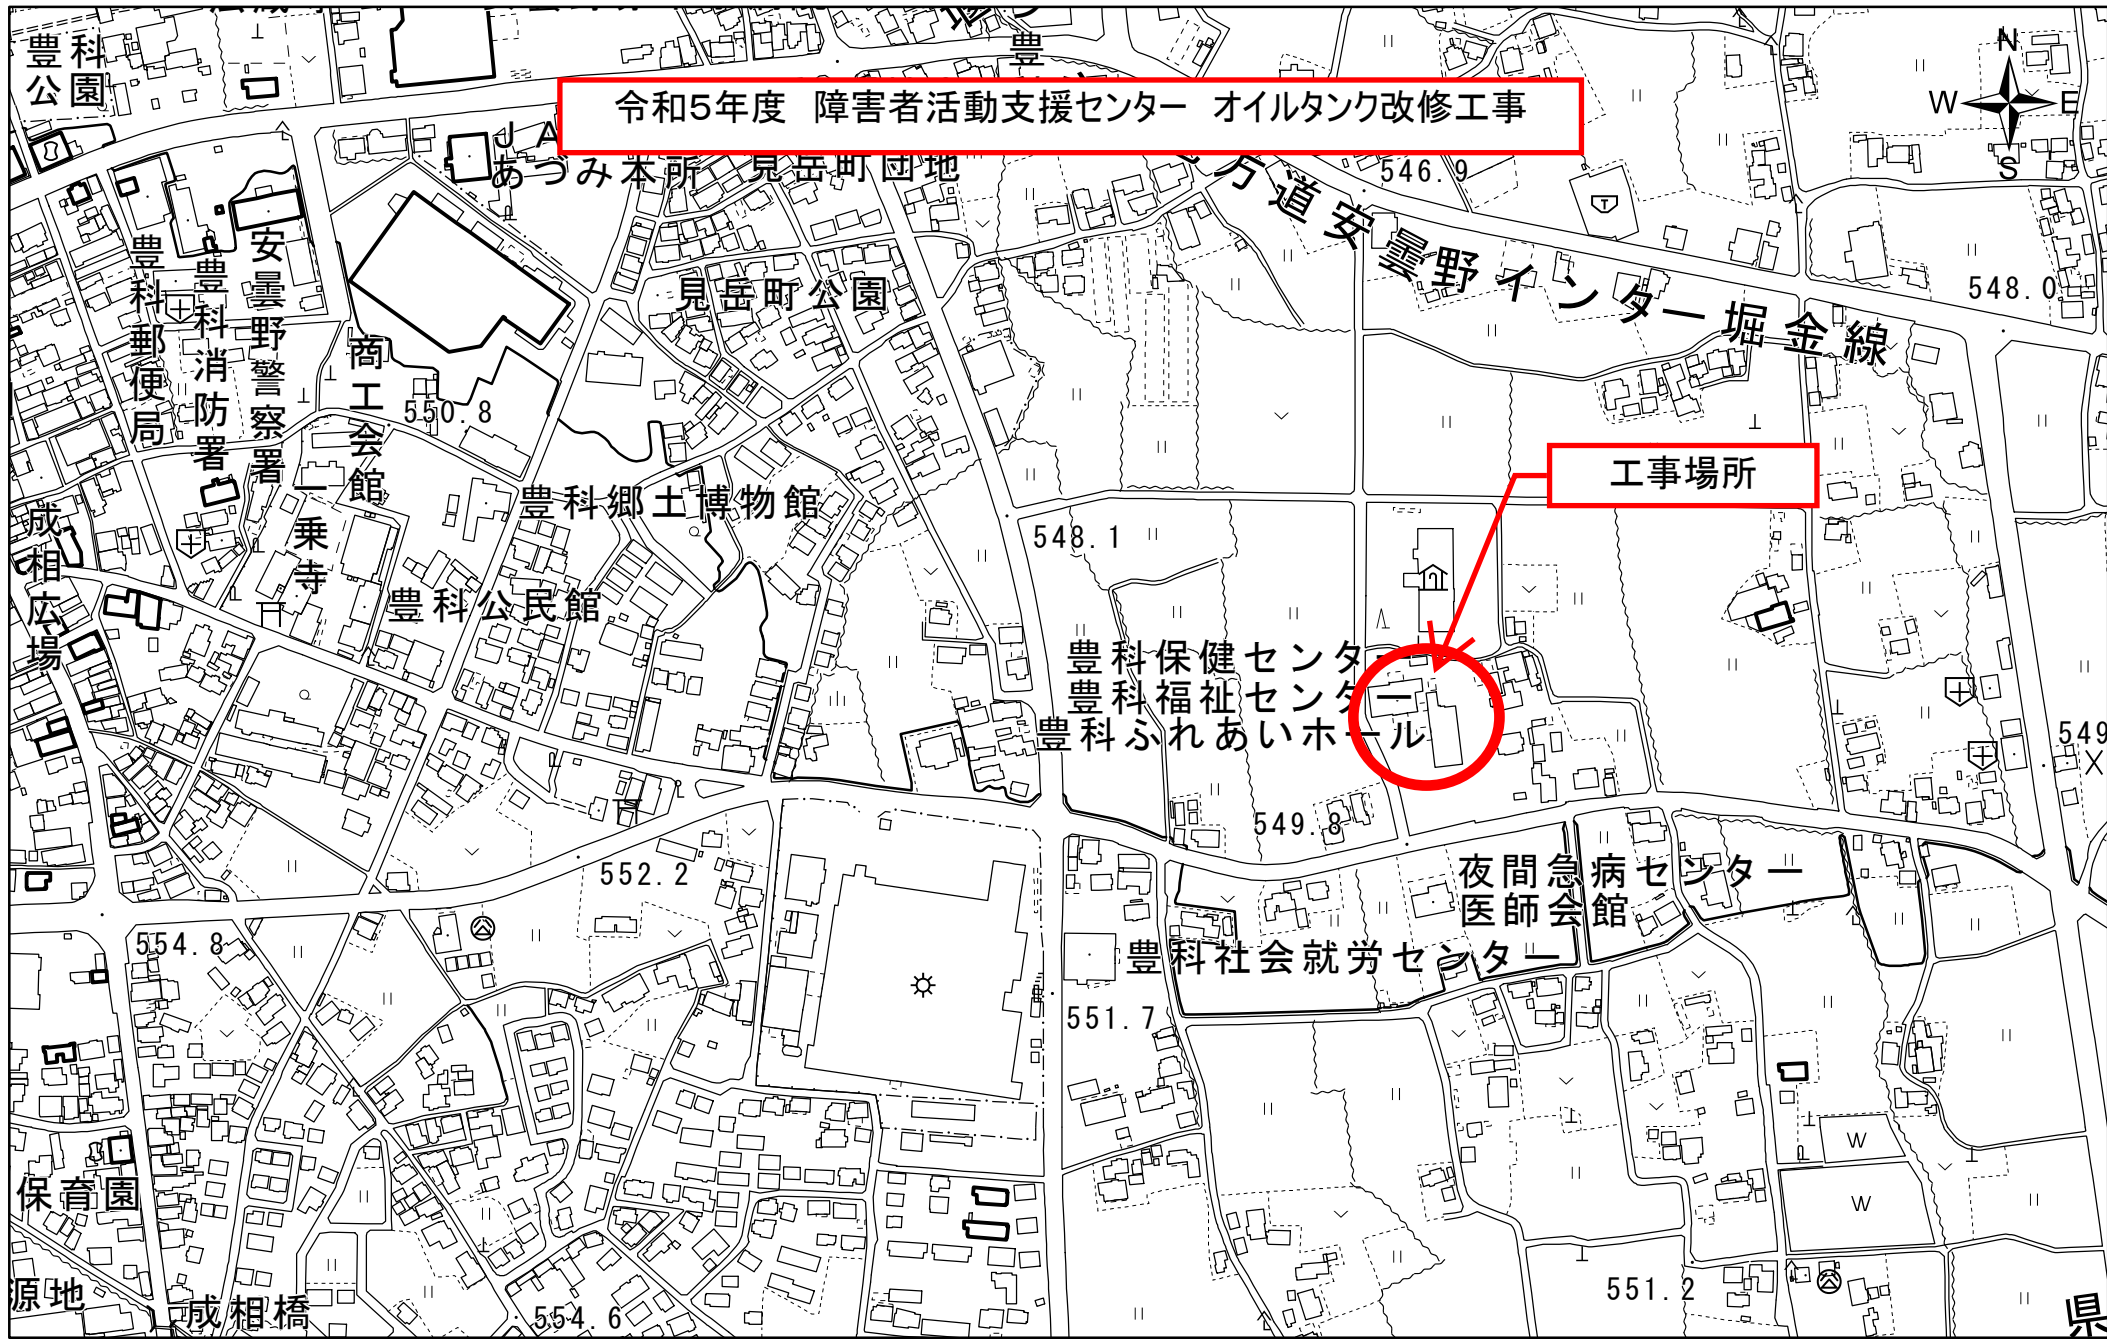 豊科
公園
豊
令和5年度 障害者活動支援センター オイルタンク改修工事
N
W
E
S
JA
あづみ本所
見岳町団地
方道安曇野インター堀金線
546.9
548.0
豊科郵便局
豊科消防署
安曇野警察署
商工会館
見岳町公園
550.8
工事場所
豊科郷土博物館
548.1
成相広場
一乗寺
豊科公民館
豊科保健センター
豊科福祉センター
豊科ふれあいホール
549
549.8
552.2
夜間急病センター
医師会館
豊科社会就労センター
554.8
551.7
W
W
保育園
源地
成相橋
554.6
551.2
県